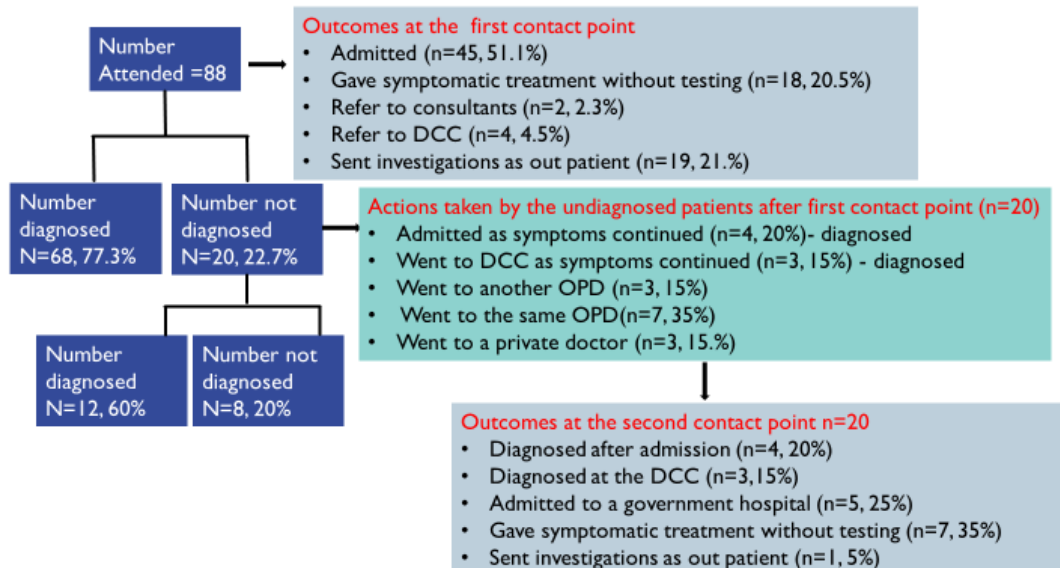 Number
Attended =88
Outcomes at the first contact point
• Admitted (n=45, 51.1%)
• Gave symptomatic treatment without testing (n=18, 20.5%)
• Refer to consultants (n=2, 2.3%)
• Refer to DCC (n=4, 4.5%)
• Sent investigations as out patient (n=19, 21.%)
Number
diagnosed
N=68, 77.3%
Number not
diagnosed
N=20, 22.7%
Actions taken by the undiagnosed patients after first contact point (n=20)
• Admitted as symptoms continued (n=4, 20%)- diagnosed
• Went to DCC as symptoms continued (n=3, 15%) - diagnosed
• Went to another OPD (n=3, 15%)
• Went to the same OPD(n=7, 35%)
• Went to a private doctor (n=3, 15.%)
Number
diagnosed
N=12, 60%
Number not
diagnosed
N=8, 20%
Outcomes at the second contact point n=20
• Diagnosed after admission (n=4, 20%)
• Diagnosed at the DCC (n=3,15%)
• Admitted to a government hospital (n=5, 25%)
• Gave symptomatic treatment without testing (n=7, 35%)
• Sent investigations as out patient (n=1, 5%)